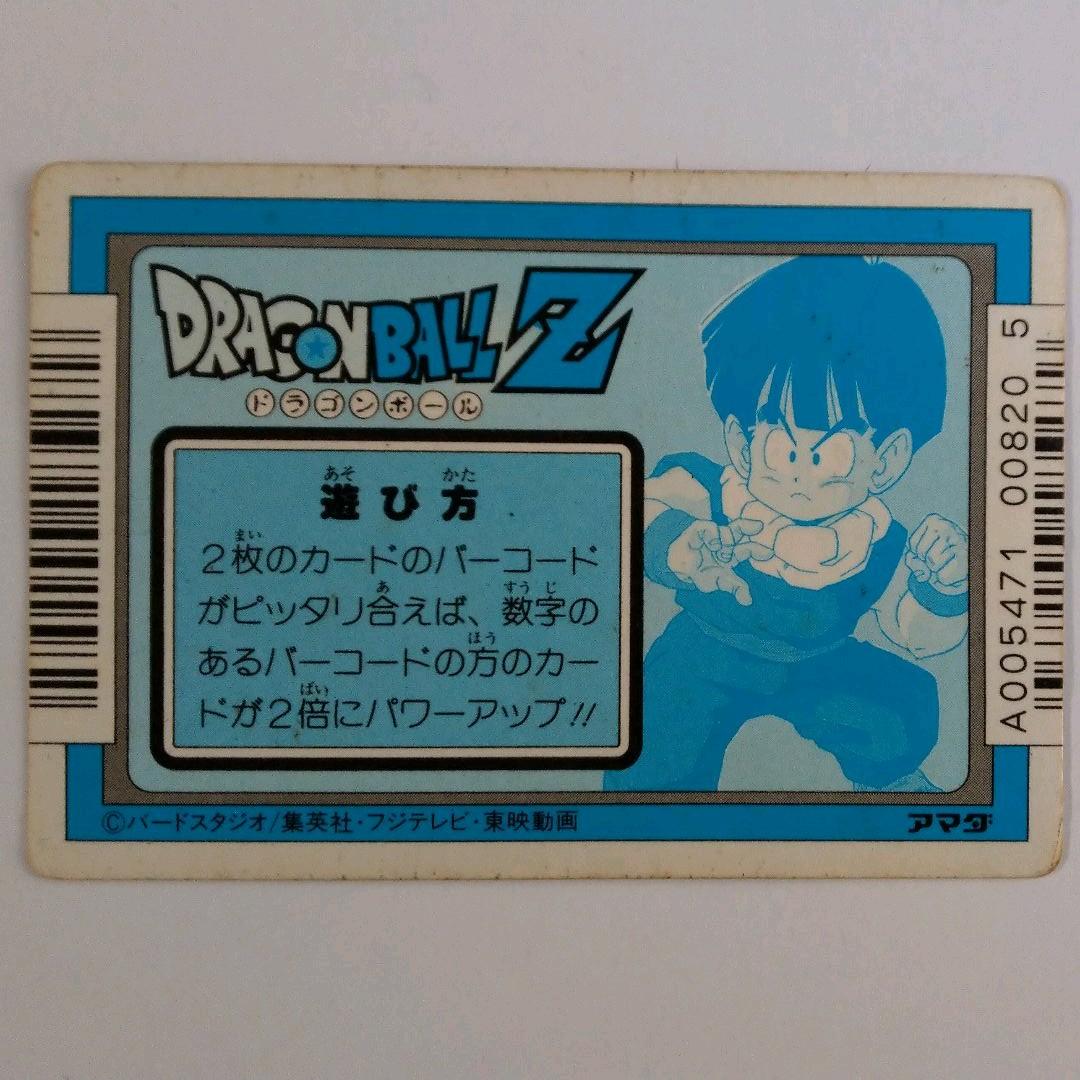 DRAGON BALL Z
ドラゴンボール
あそ かた
遊び方
まい
2枚のカードのバーコード
あ すうじ
がピッタリ合えば、数字の
ほう
あるバーコードの方のカー
ばい
ドが2倍にパワーアップ!!
A005471 00820 5
©バードスタジオ/集英社・フジテレビ・東映動画
アマダ